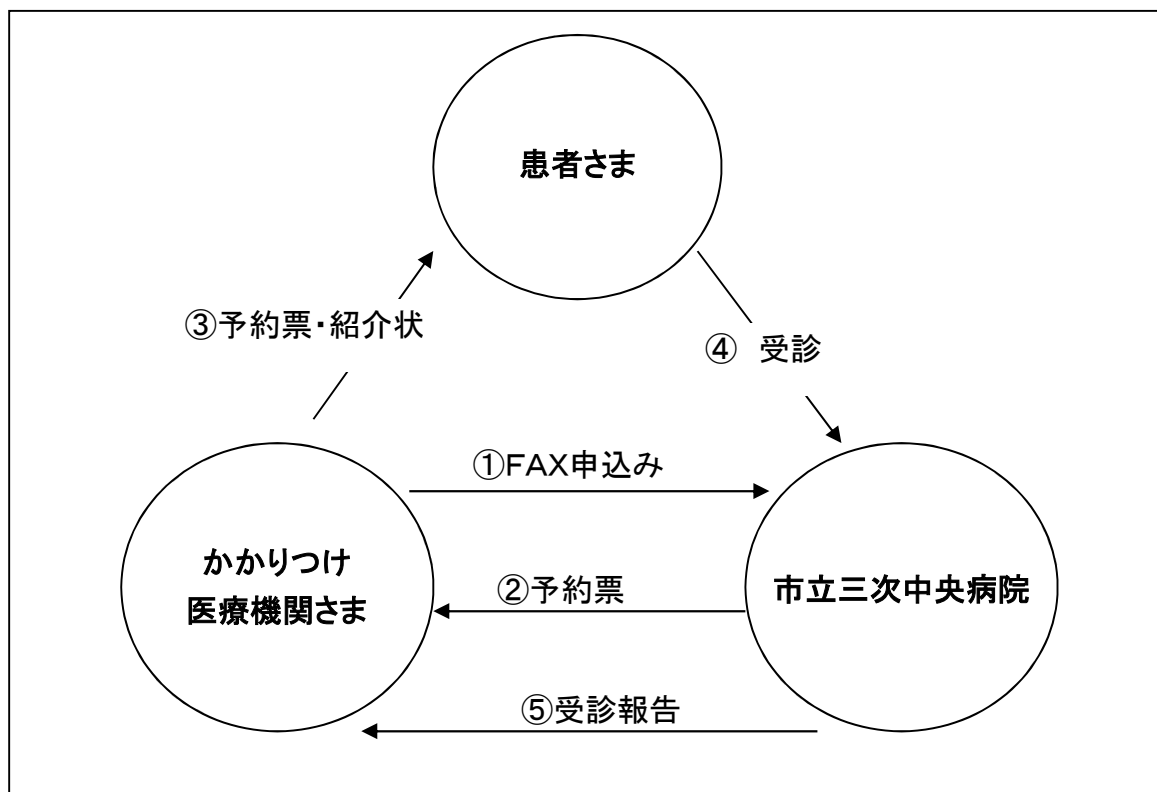 患者さま
③予約票・紹介状
④　受診
①FAX申込み
かかりつけ
医療機関さま
②予約票
市立三次中央病院
⑤受診報告